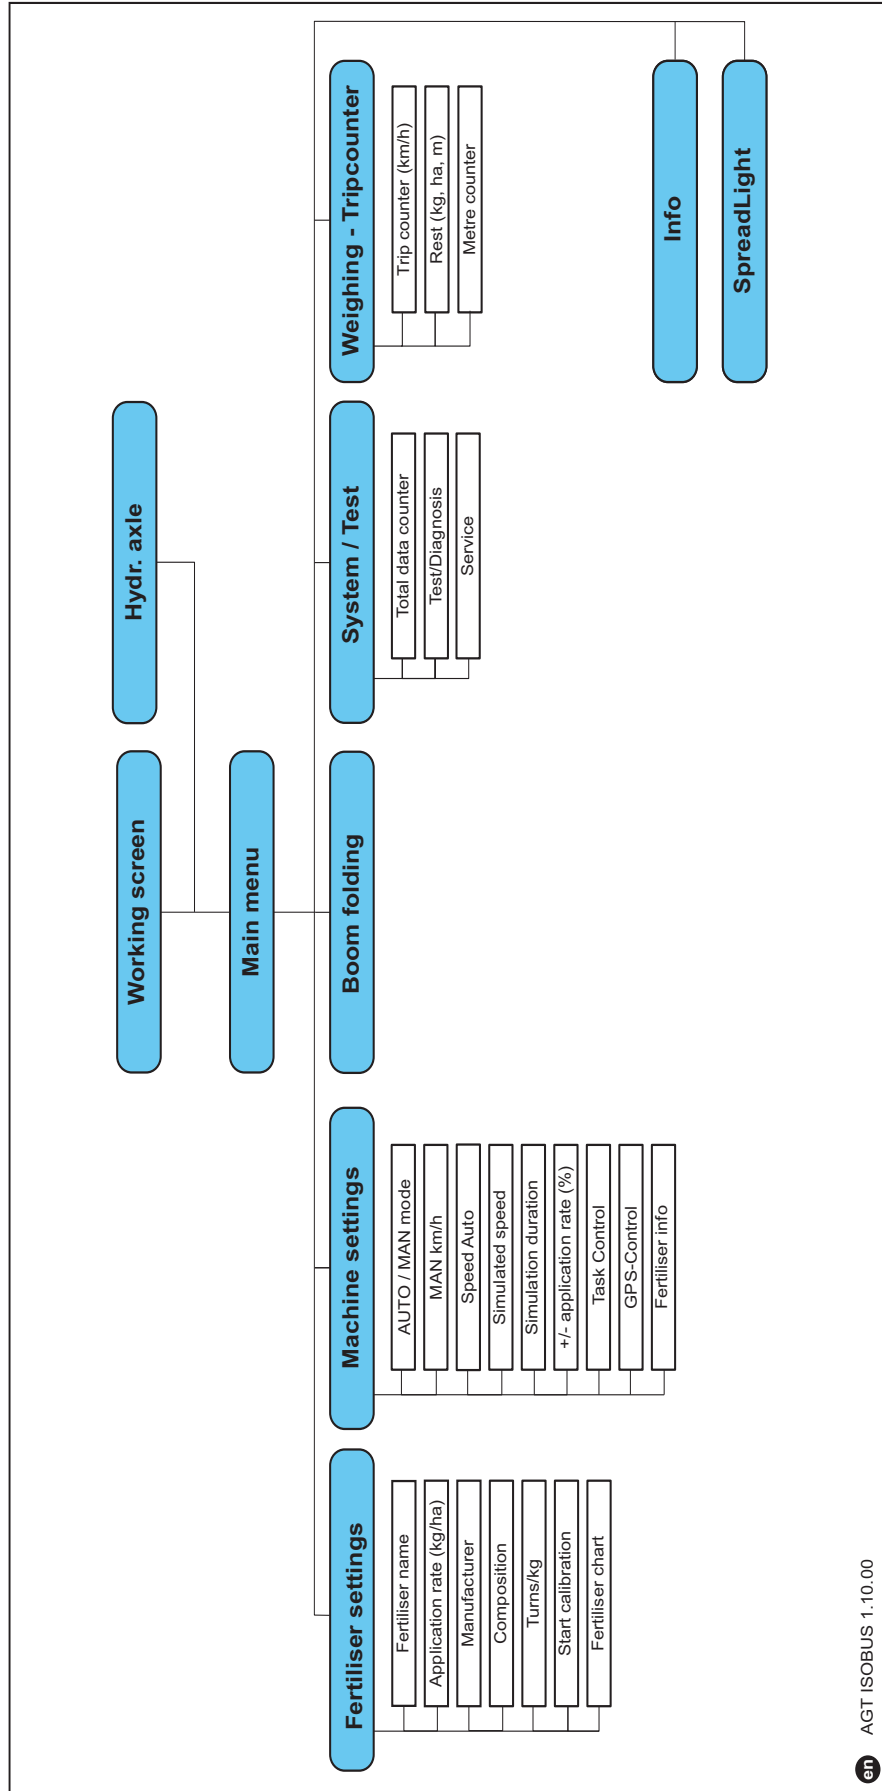 Working screen
Hydr. axle
Main menu
Fertiliser settings
Fertiliser name
Application rate (kg/ha)
Manufacturer
Composition
Turns/kg
Start calibration
Fertiliser chart
Machine settings
AUTO / MAN mode
MAN km/h
Speed Auto
Simulated speed
Simulation duration
+/- application rate (%)
Task Control
GPS-Control
Fertiliser info
Boom folding
System / Test
Total data counter
Test/Diagnosis
Service
Weighing - Tripcounter
Trip counter (km/h)
Rest (kg, ha, m)
Metre counter
Info
SpreadLight
en AGT ISOBUS 1.10.00